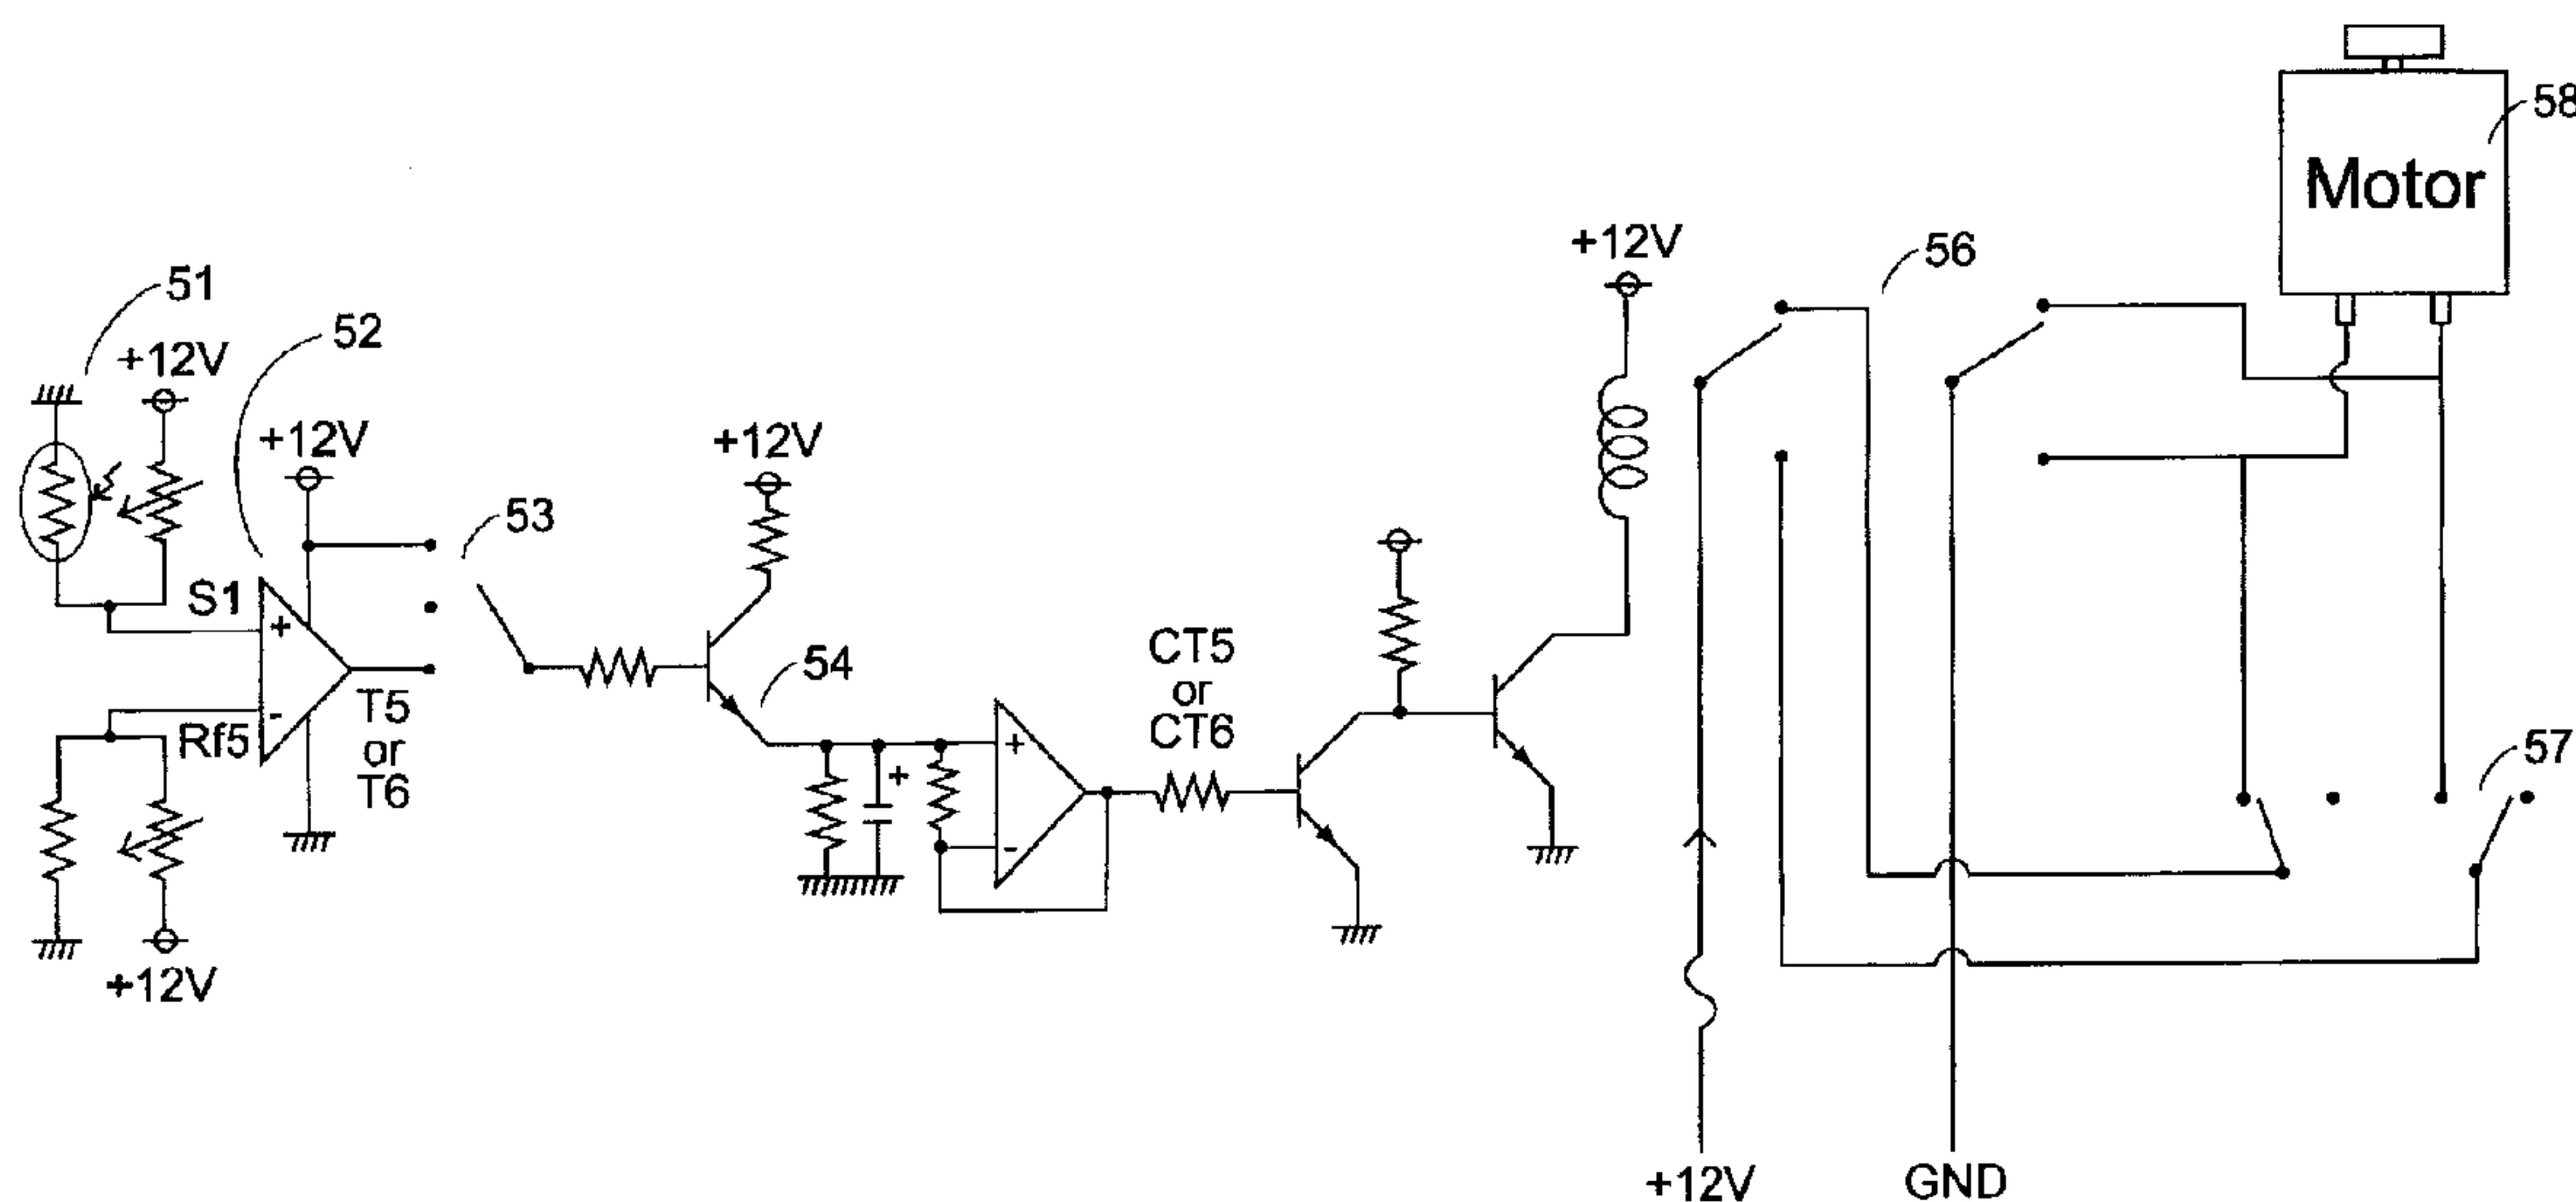 58
Motor
+12V
56
51
52
+12V
+12V
+12V
53
S1
+
54
CT5
or
CT6
-
Rf5
T5
or
T6
+
+
-
57
+12V
+12V
GND